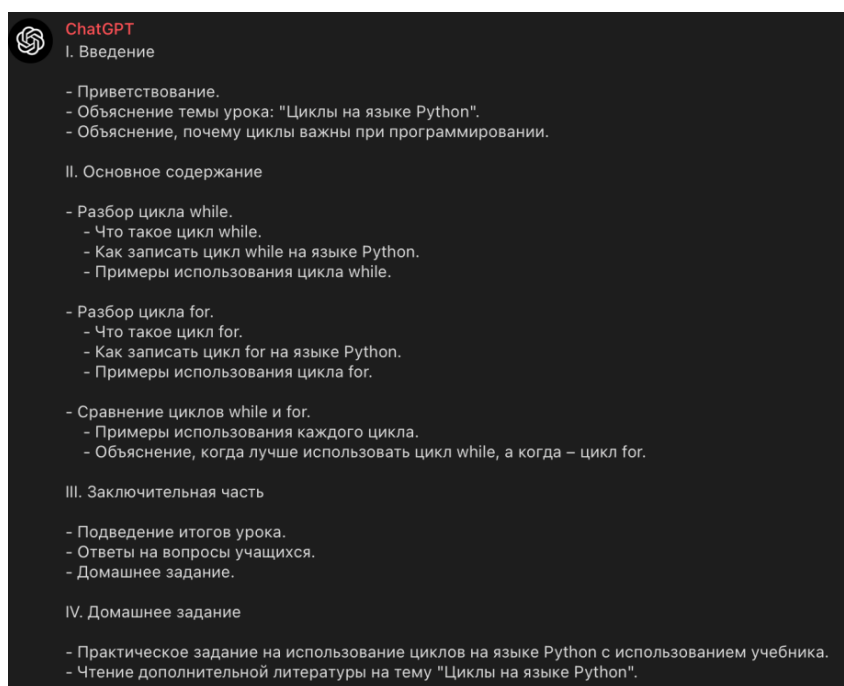 ChatGPT
I. Введение
- Приветствование.
- Объяснение темы урока: "Циклы на языке Python".
- Объяснение, почему циклы важны при программировании.
II. Основное содержание
- Разбор цикла while.
- Что такое цикл while.
- Как записать цикл while на языке Python.
- Примеры использования цикла while.
- Разбор цикла for.
- Что такое цикл for.
- Как записать цикл for на языке Python.
- Примеры использования цикла for.
- Сравнение циклов while и for.
- Примеры использования каждого цикла.
- Объяснение, когда лучше использовать цикл while, а когда – цикл for.
III. Заключительная часть
- Подведение итогов урока.
- Ответы на вопросы учащихся.
- Домашнее задание.
IV. Домашнее задание
- Практическое задание на использование циклов на языке Python с использованием учебника.
- Чтение дополнительной литературы на тему "Циклы на языке Python".